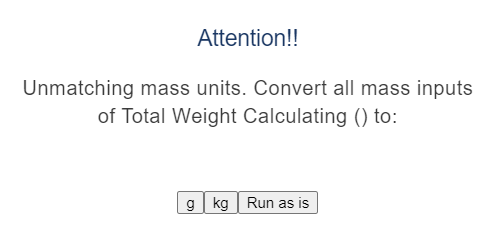 Attention!!
Unmatching mass units. Convert all mass inputs
of Total Weight Calculating () to:
g kg Run as is